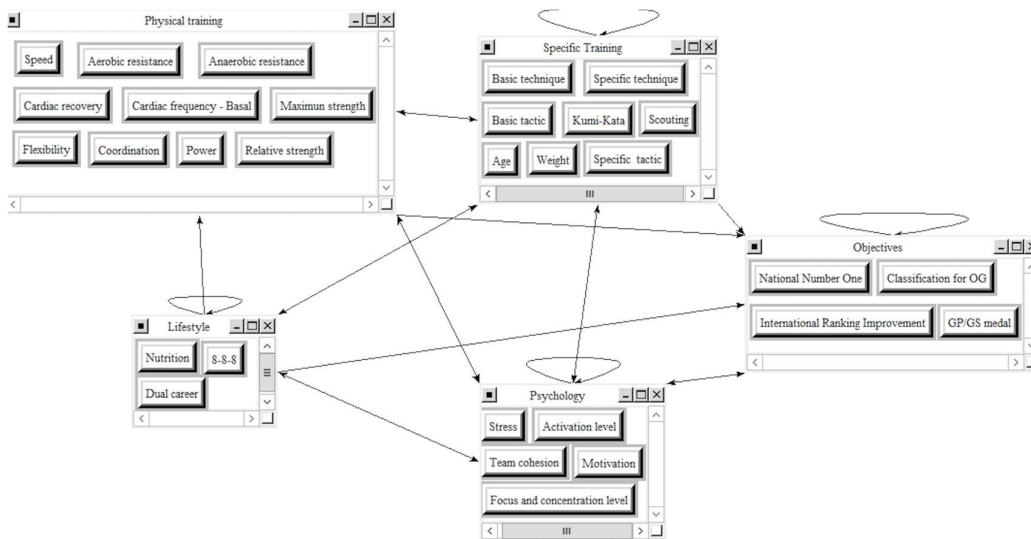 Physical training
Speed
Aerobic resistance
Anaerobic resistance
Cardiac recovery
Cardiac frequency - Basal
Maximun strength
Flexibility
Coordination
Power
Relative strength
Specific Training
Basic technique
Specific technique
Basic tactic
Kumi-Kata
Scouting
Age
Weight
Specific tactic
Objectives
National Number One
Classification for OG
International Ranking Improvement
GP/GS medal
Lifestyle
Nutrition
8-8-8
Dual career
Psychology
Stress
Activation level
Team cohesion
Motivation
Focus and concentration level